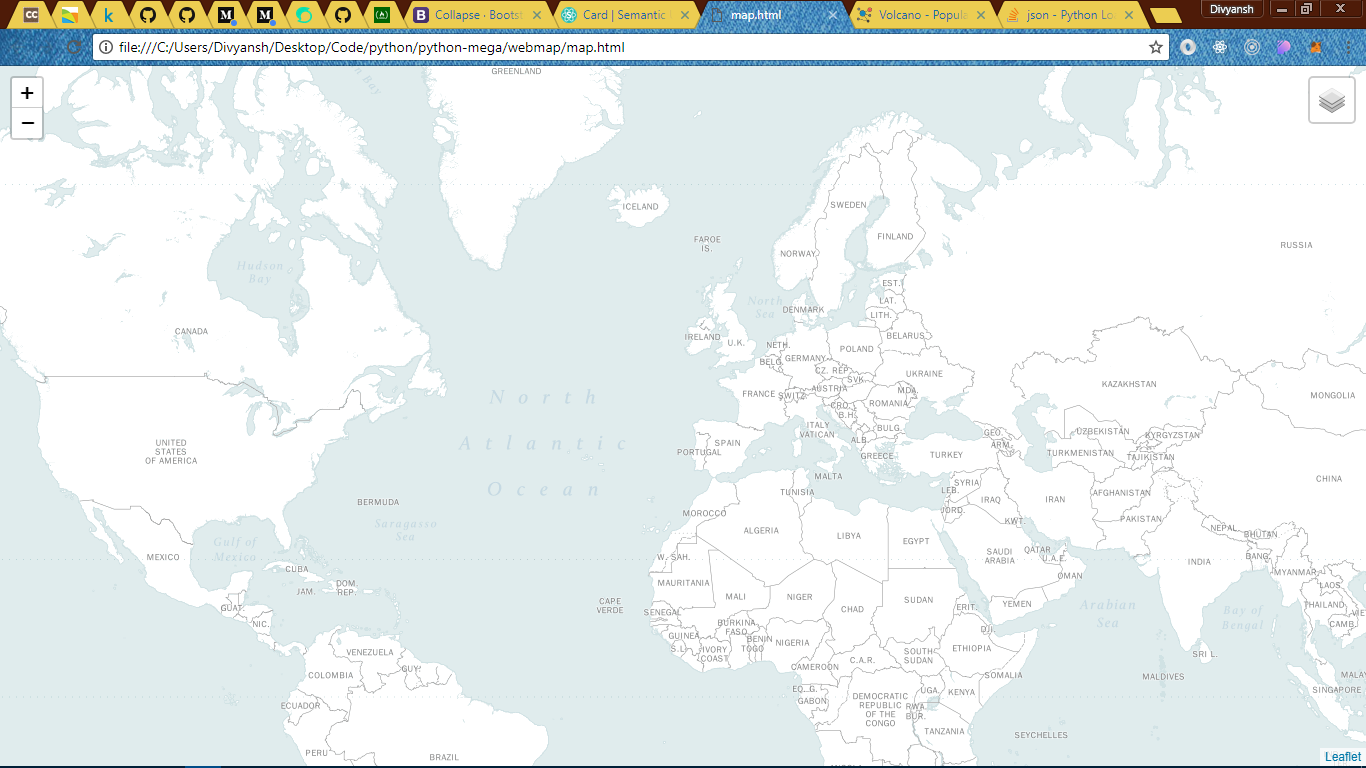 Divyansh
CC
k
M
M
a
B Collapse · Bootst
Card | Semantic
map.html
Volcano - Popula
json - Python Lo
file:///C:/Users/Divyansh/Desktop/Code/python/python-mega/webmap/map.html
+
−
GREENLAND
ICELAND
FAROE
IS.
SWEDEN
FINLAND
NORWAY
RUSSIA
Hudson
Bay
CANADA
North
Sea
DENMARK
EST.
LAT.
LITH.
BELARUS
IRELAND
U.K.
NETH.
BELG.
GERMANY
POLAND
CZ. REP.
SVK.
UKRAINE
AUSTRIA
MDA.
FRANCE
SWITZ.
CRO.
B.H.
ROMANIA
KAZAKHSTAN
MONGOLIA
North
Atlantic
Ocean
ITALY
VATICAN
BULG.
ALB.
GREECE
SPAIN
PORTUGAL
TURKEY
GEO.
ARM.
UZBEKISTAN
KYRGYZSTAN
TURKMENISTAN
TAJIKISTAN
UNITED
STATES
OF AMERICA
BERMUDA
Saragasso
Sea
MALTA
TUNISIA
SYRIA
LEB.
IRAQ
IRAN
AFGHANISTAN
CHINA
MOROCCO
JORD.
KWT.
PAKISTAN
ALGERIA
LIBYA
EGYPT
NEPAL
BHUTAN
Gulf of
Mexico
MEXICO
W. SAH.
SAUDI
ARABIA
QATAR
U.A.E.
OMAN
INDIA
BANG.
MYANMAR
LAOS
CUBA
JAM.
DOM.
REP.
MAURITANIA
MALI
NIGER
CHAD
SUDAN
ERIT.
YEMEN
Arabian
Sea
Bay of
Bengal
THAILAND
VIE
CAMB.
GUAT.
NIC.
CAPE
VERDE
SENEGAL
BURKINA
FASO
GUINEA
S.L.
IVORY
COAST
BENIN
TOGO
NIGERIA
DJI.
ETHIOPIA
SOUTH
SUDAN
C.A.R.
CAMEROON
SOMALIA
SRI L.
MALDIVES
MALAY
SINGAPORE
VENEZUELA
GUY.
COLOMBIA
ECUADOR
PERU
BRAZIL
EQ. G.
GABON
DEMOCRATIC
REPUBLIC
OF THE
CONGO
UGA.
KENYA
RWA.
BUR.
TANZANIA
SEYCHELLES
Leaflet